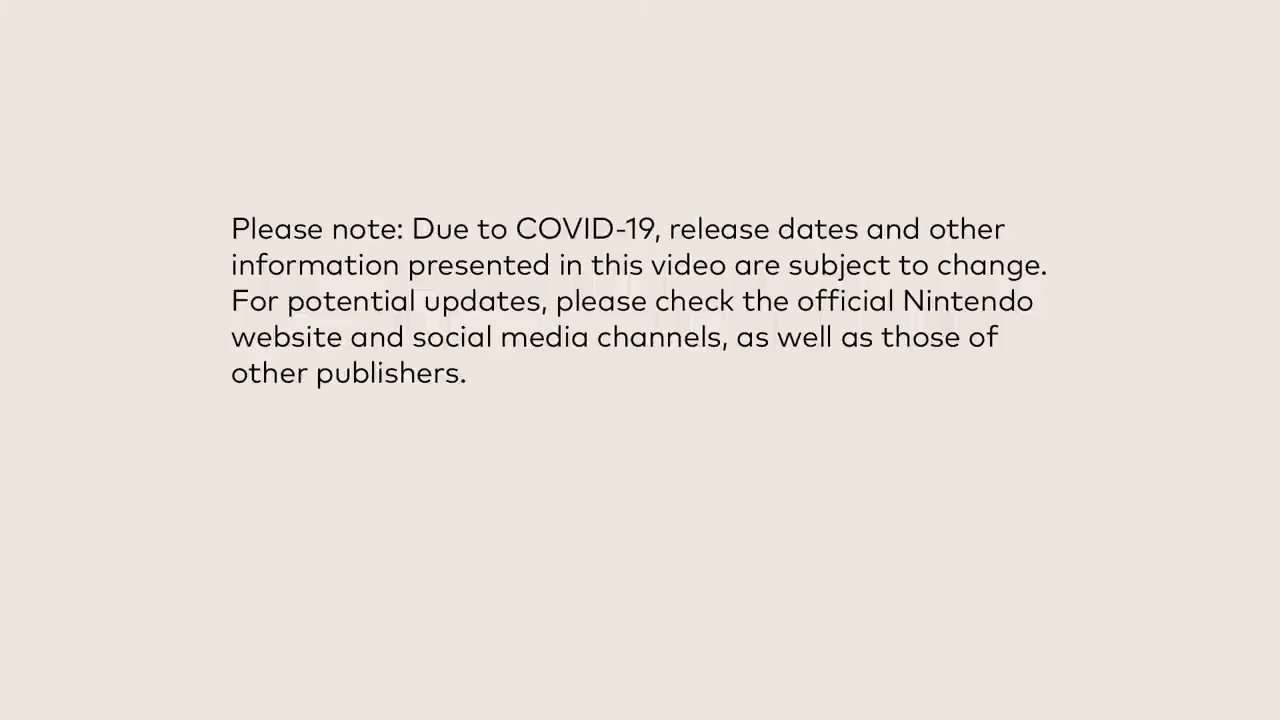 Please note: Due to COVID-19, release dates and other
information presented in this video are subject to change.
For potential updates, please check the official Nintendo
website and social media channels, as well as those of
other publishers.